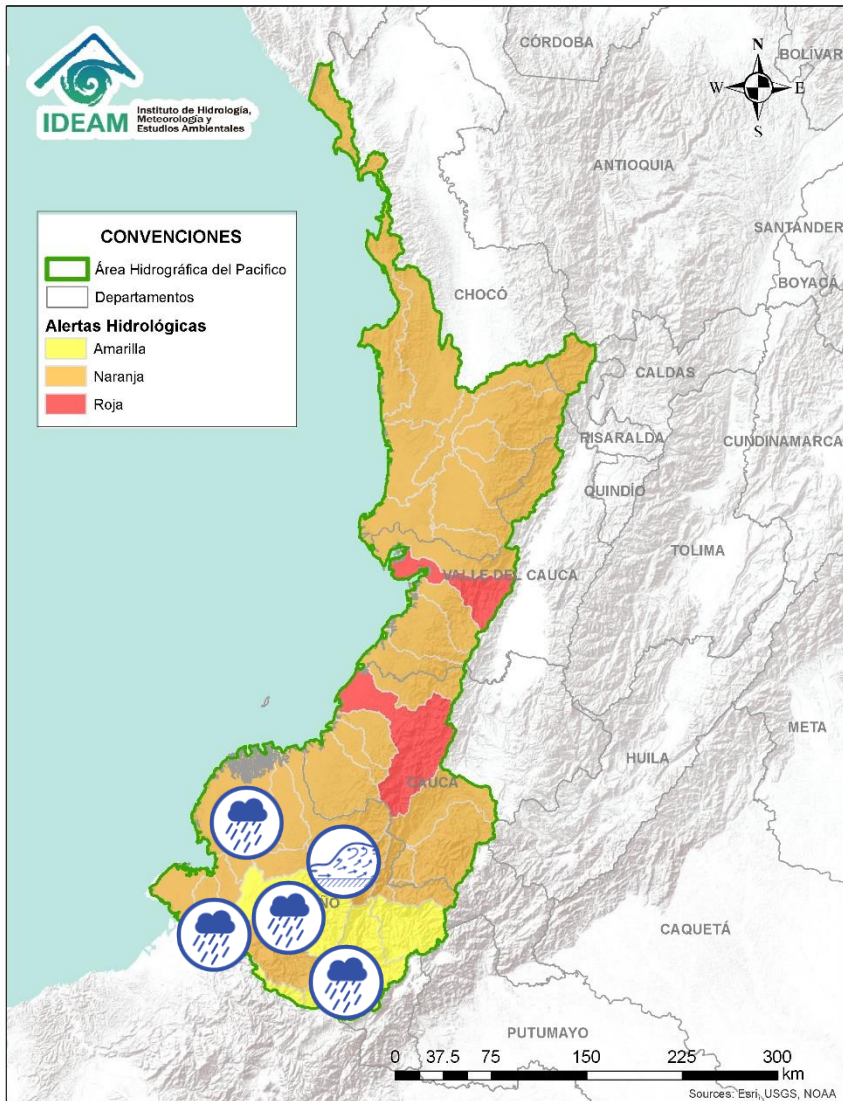 IDEAM
Instituto de Hidrología,
Meteorología y
Estudios Ambientales
CÓRDOBA
BOLÍVAR
N
W
E
S
ANTIOQUIA
SANTANDER
BOYACÁ
CONVENCIONES
Área Hidrográfica del Pacifico
Departamentos
Alertas Hidrológicas
Amarilla
Naranja
Roja
CHOCÓ
CALDAS
RISARALDA
CUNDINAMARCA
QUINDÍO
TOLIMA
VALLE DEL CAUCA
META
HUILA
CAUCA
ÑO
CAQUETÁ
PUTUMAYO
0 37.5 75 150 225 300
km
Sources: Esri, USGS, NOAA